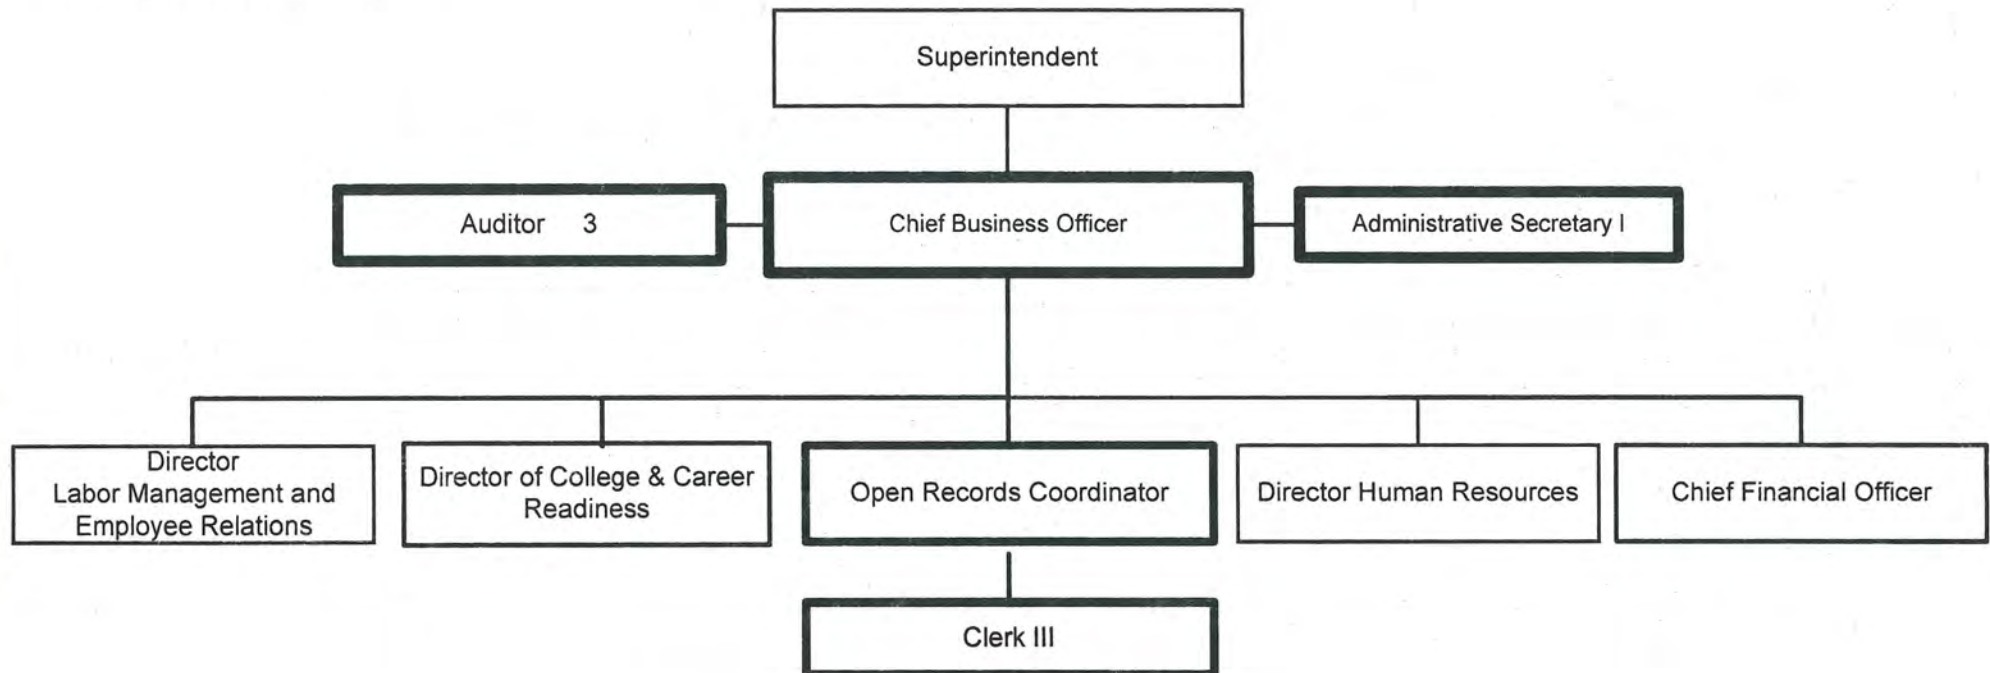 Superintendent
Auditor 3
Chief Business Officer
Administrative Secretary I
Director
Labor Management and
Employee Relations
Director of College & Career
Readiness
Open Records Coordinator
Director Human Resources
Chief Financial Officer
Clerk III